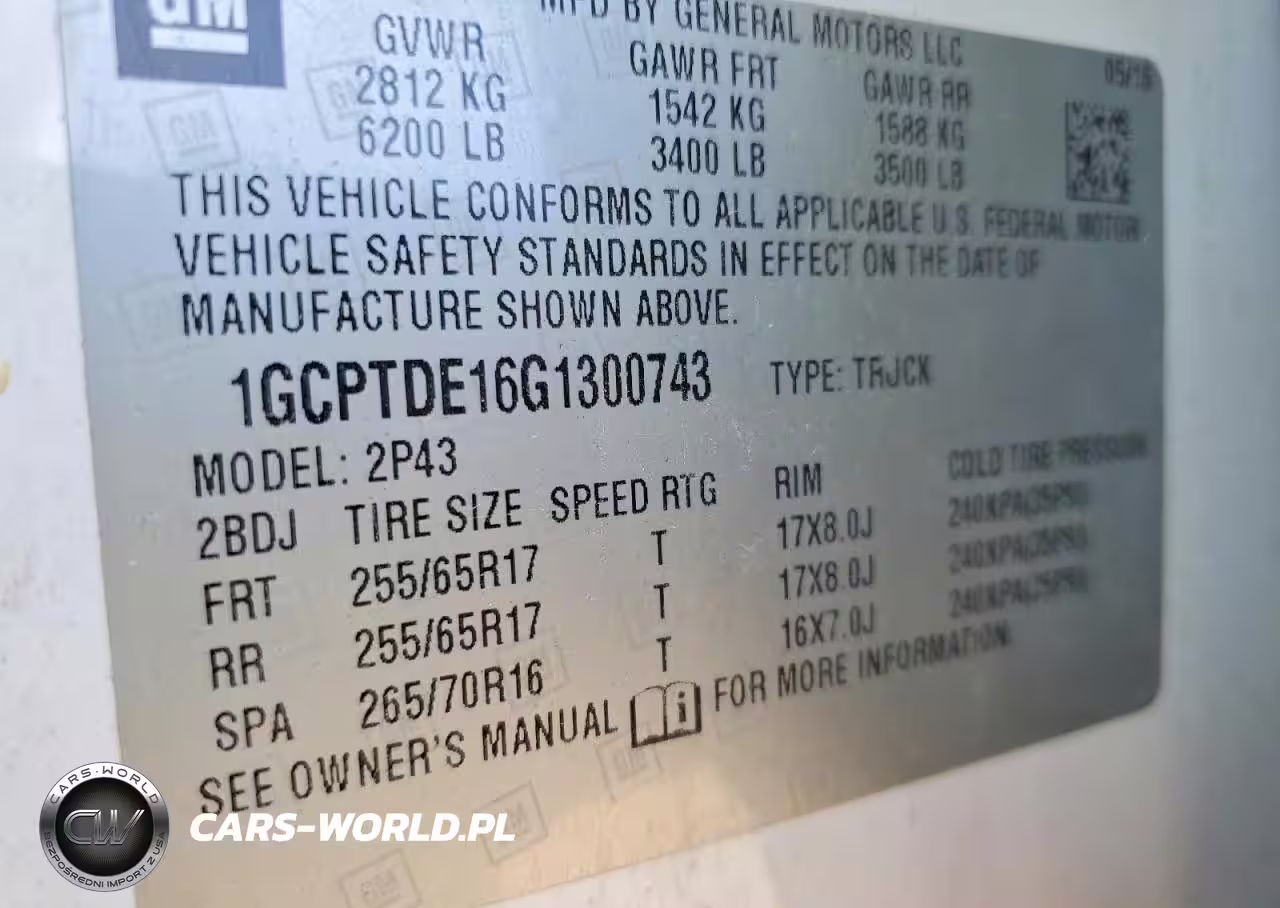 GM
MFD BY GENERAL MOTORS LLC
05/16
GVWR GAWR FRT GAWR RR
2812 KG 1542 KG 1588 KG
6200 LB 3400 LB 3500 LB
THIS VEHICLE CONFORMS TO ALL APPLICABLE U.S. FEDERAL MOTOR
VEHICLE SAFETY STANDARDS IN EFFECT ON THE DATE OF
MANUFACTURE SHOWN ABOVE.
1GCPTDE16G1300743 TYPE: TRUCK
MODEL: 2P43
2BDJ TIRE SIZE SPEED RTG RIM COLD TIRE PRESSURE
FRT 255/65R17 T 17X8.0J 240KPA(35PSI)
RR 255/65R17 T 17X8.0J 240KPA(35PSI)
SPA 265/70R16 T 16X7.0J 240KPA(35PSI)
SEE OWNER'S MANUAL i FOR MORE INFORMATION.
CARS-WORLD
CW
BEZPOŚREDNI IMPORT Z USA
CARS-WORLD.PL